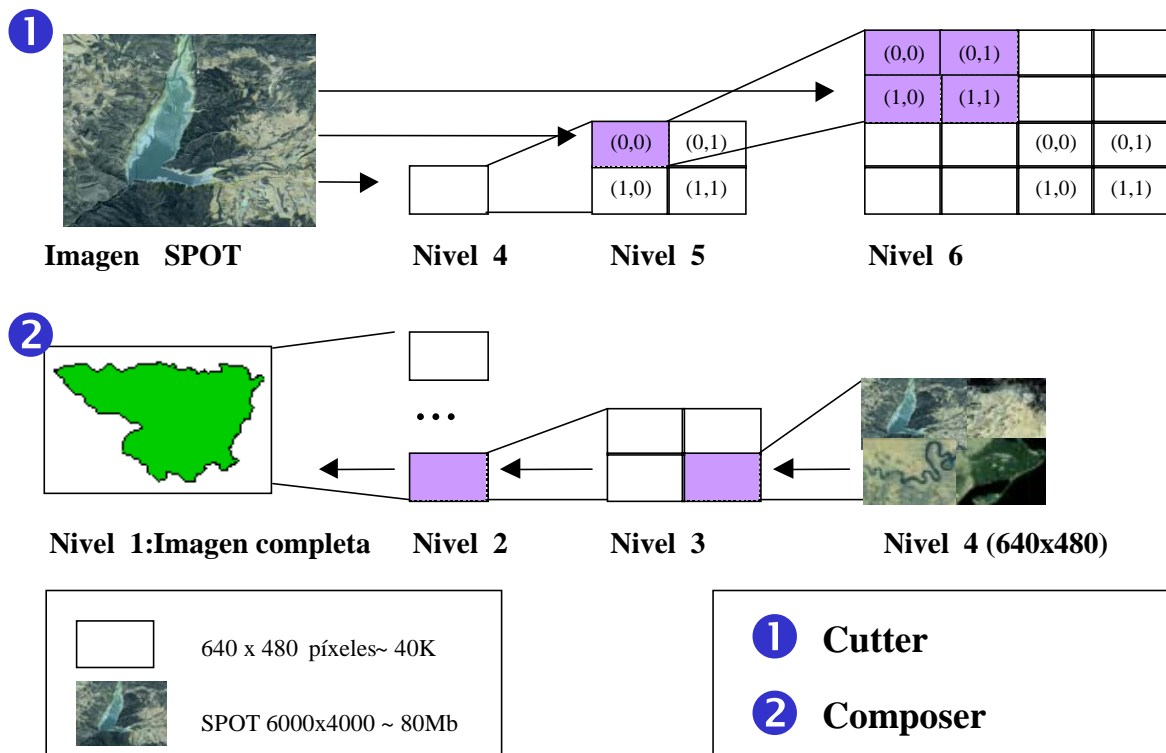 1
(0,0) (0,1)
(1,0) (1,1)
(0,0) (0,1)
(1,0) (1,1)
(0,0) (0,1)
(1,0) (1,1)
Imagen SPOT Nivel 4 Nivel 5 Nivel 6
2
...
Nivel 1:Imagen completa Nivel 2 Nivel 3 Nivel 4 (640x480)
640 x 480 píxeles~ 40K
SPOT 6000x4000 ~ 80Mb
1 Cutter
2 Composer